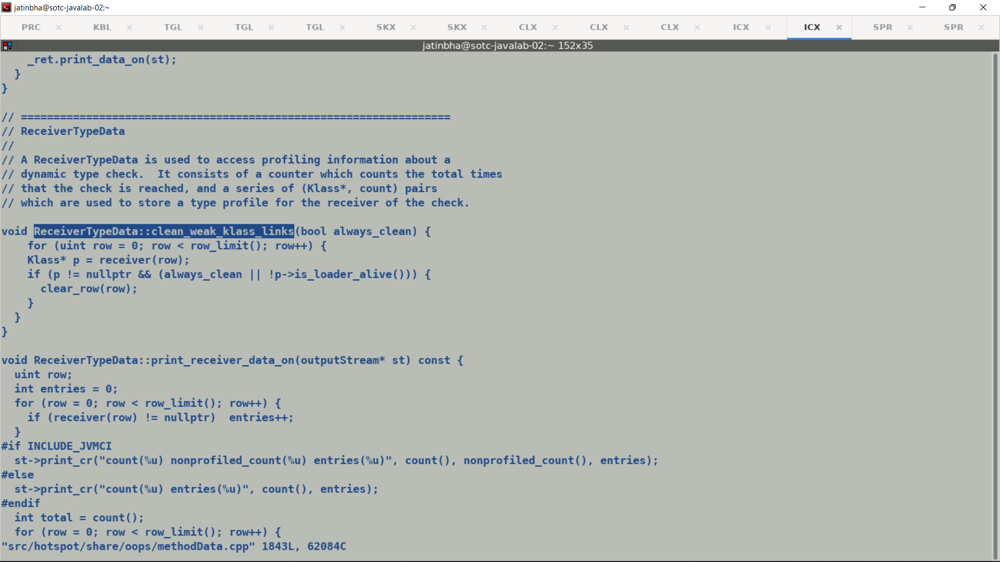 jatinbha@sotc-javalab-02:~
PRC KBL TGL TGL TGL SKX SKX CLX CLX CLX ICX ICX SPR SPR
jatinbha@sotc-javalab-02:~ 152x35
    _ret.print_data_on(st);
  }
}
// ==================================================================
// ReceiverTypeData
//
// A ReceiverTypeData is used to access profiling information about a
// dynamic type check.  It consists of a counter which counts the total times
// that the check is reached, and a series of (Klass*, count) pairs
// which are used to store a type profile for the receiver of the check.
void ReceiverTypeData::clean_weak_klass_links(bool always_clean) {
    for (uint row = 0; row < row_limit(); row++) {
    Klass* p = receiver(row);
    if (p != nullptr && (always_clean || !p->is_loader_alive())) {
      clear_row(row);
    }
  }
}
void ReceiverTypeData::print_receiver_data_on(outputStream* st) const {
  uint row;
  int entries = 0;
  for (row = 0; row < row_limit(); row++) {
    if (receiver(row) != nullptr)  entries++;
  }
#if INCLUDE_JVMCI
  st->print_cr("count(%u) nonprofiled_count(%u) entries(%u)", count(), nonprofiled_count(), entries);
#else
  st->print_cr("count(%u) entries(%u)", count(), entries);
#endif
  int total = count();
  for (row = 0; row < row_limit(); row++) {
"src/hotspot/share/oops/methodData.cpp" 1843L, 62084C